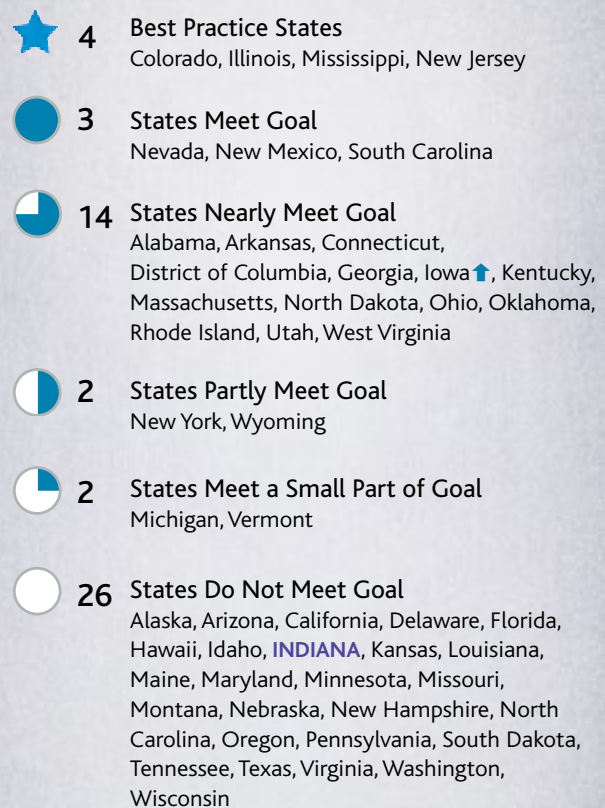 4 Best Practice States
Colorado, Illinois, Mississippi, New Jersey
3 States Meet Goal
Nevada, New Mexico, South Carolina
14 States Nearly Meet Goal
Alabama, Arkansas, Connecticut,
District of Columbia, Georgia, Iowa⬆, Kentucky,
Massachusetts, North Dakota, Ohio, Oklahoma,
Rhode Island, Utah, West Virginia
2 States Partly Meet Goal
New York, Wyoming
2 States Meet a Small Part of Goal
Michigan, Vermont
26 States Do Not Meet Goal
Alaska, Arizona, California, Delaware, Florida,
Hawaii, Idaho, INDIANA, Kansas, Louisiana,
Maine, Maryland, Minnesota, Missouri,
Montana, Nebraska, New Hampshire, North
Carolina, Oregon, Pennsylvania, South Dakota,
Tennessee, Texas, Virginia, Washington,
Wisconsin